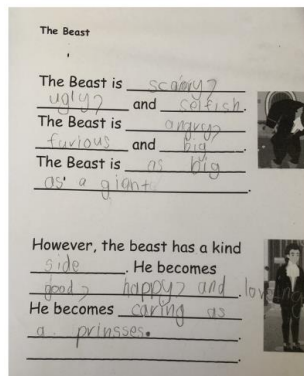 The Beast
The Beast is scarry,
ugly, and selfish.
The Beast is angry,
furious and big.
The Beast is as big
as a giant.
However, the beast has a kind
side. He becomes
good, happy, and
He becomes caring as
a prinsses.